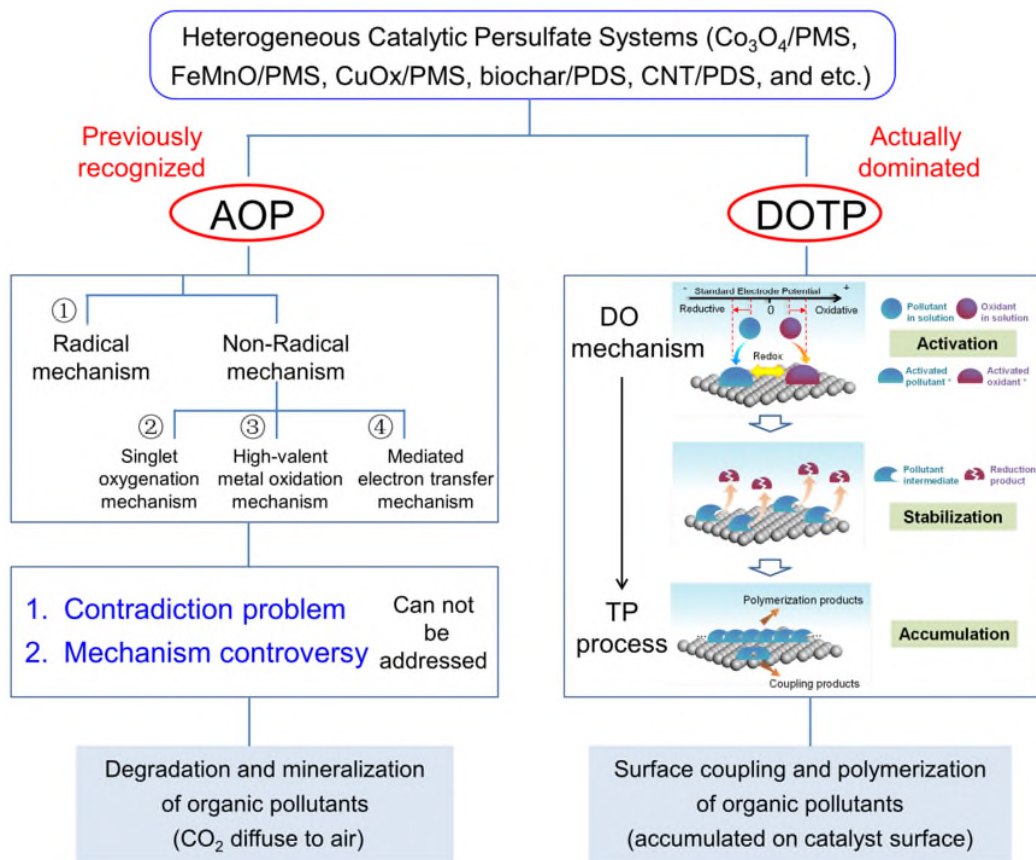 Heterogeneous Catalytic Persulfate Systems (Co₃O₄/PMS,
FeMnO/PMS, CuOx/PMS, biochar/PDS, CNT/PDS, and etc.)
Previously
recognized
Actually
dominated
AOP
DOTP
①
Radical
mechanism
Non-Radical
mechanism
②
Singlet
oxygenation
mechanism
③
High-valent
metal oxidation
mechanism
④
Mediated
electron transfer
mechanism
1. Contradiction problem
2. Mechanism controversy
Can not
be
addressed
Degradation and mineralization
of organic pollutants
(CO₂ diffuse to air)
DO
mechanism
- Standard Electrode Potential +
Reductive 0 Oxidative
Redox
Pollutant
in solution
Oxidant
in solution
Activation
Activated
pollutant *
Activated
oxidant *
Pollutant
intermediate
Reduction
product
Stabilization
TP
process
Polymerization products
... ...
Coupling products
Accumulation
Surface coupling and polymerization
of organic pollutants
(accumulated on catalyst surface)